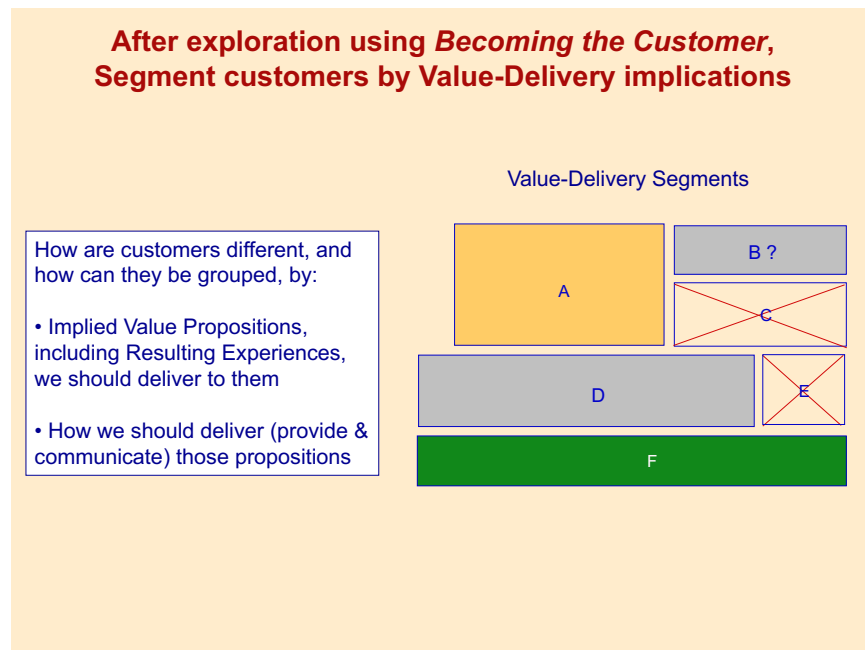 After exploration using Becoming the Customer,
Segment customers by Value-Delivery implications
Value-Delivery Segments
How are customers different, and
how can they be grouped, by:
• Implied Value Propositions,
including Resulting Experiences,
we should deliver to them
• How we should deliver (provide &
communicate) those propositions
A
B ?
C
D
E
F